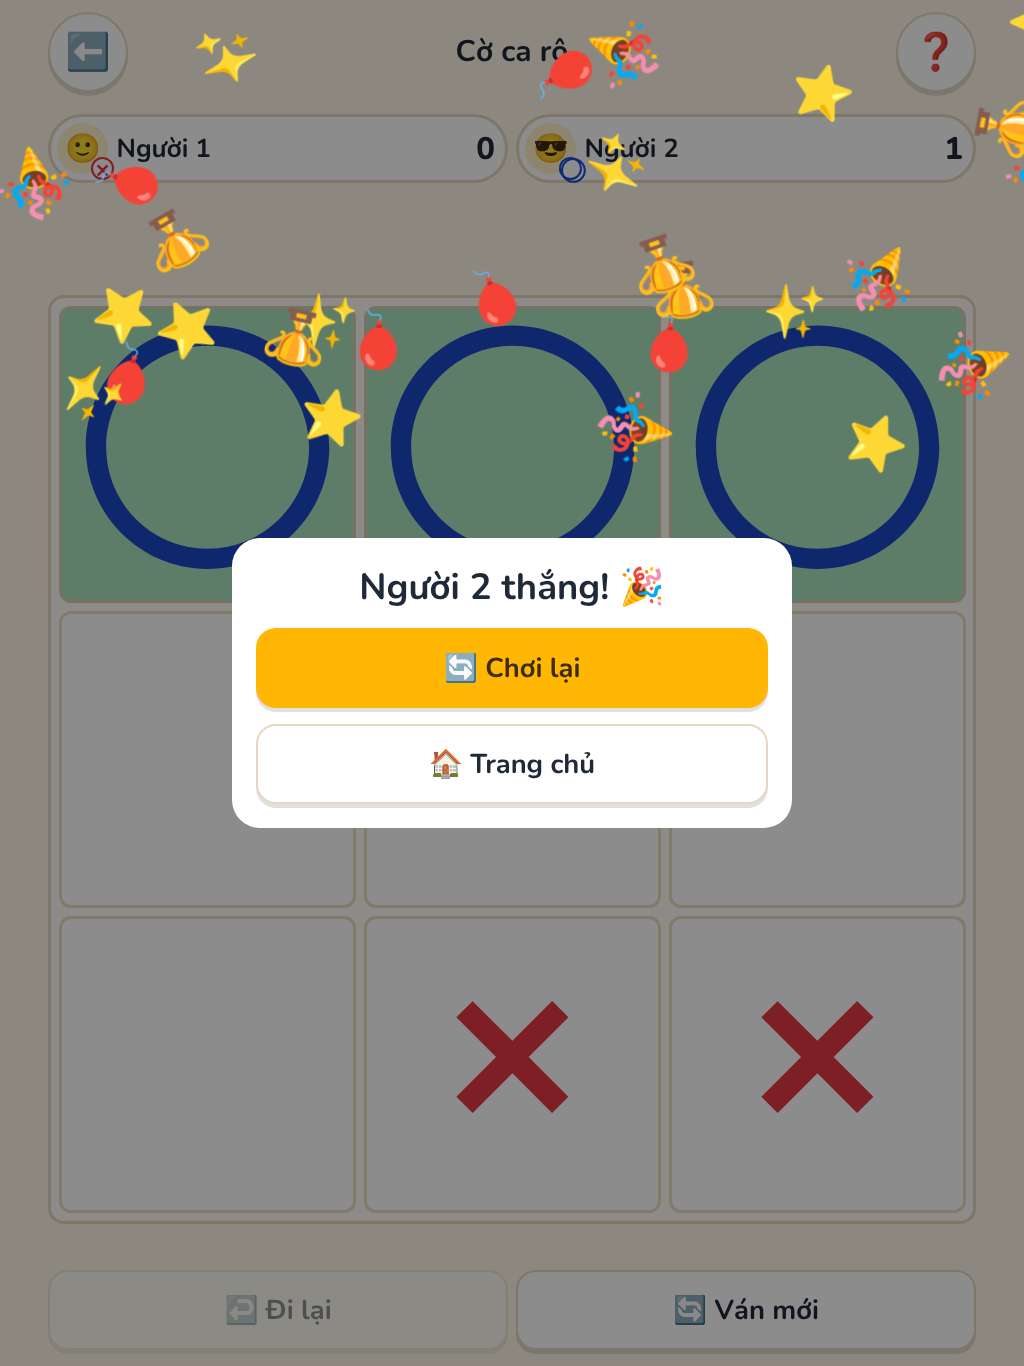 Cờ ca rô
Người 1
0
Người 2
1
Người 2 thắng!
Chơi lại
Trang chủ
Đi lại
Ván mới